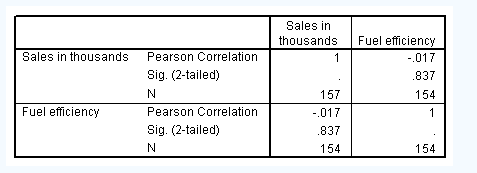 Sales in thousands Fuel efficiency
Sales in thousands Pearson Correlation 1 -.017
Sig. (2-tailed) . .837
N 157 154
Fuel efficiency Pearson Correlation -.017 1
Sig. (2-tailed) .837 .
N 154 154